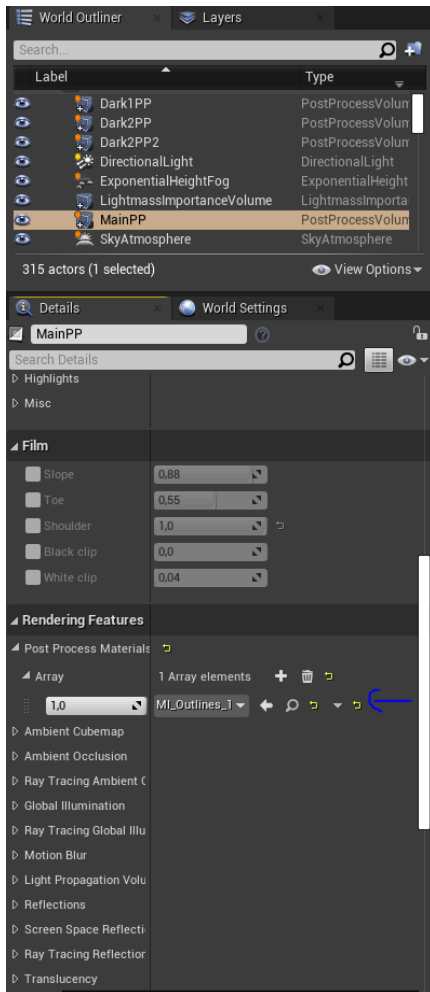 World Outliner Layers
Search...
Label Type
Dark1PP PostProcessVolum
Dark2PP PostProcessVolum
Dark2PP2 PostProcessVolum
DirectionalLight DirectionalLight
ExponentialHeightFog ExponentialHeight
LightmassImportanceVolume LightmassImporta
MainPP PostProcessVolum
SkyAtmosphere SkyAtmosphere
315 actors (1 selected) View Options
Details World Settings
MainPP
Search Details
Highlights
Misc
Film
Slope 0,88
Toe 0,55
Shoulder 1,0
Black clip 0,0
White clip 0,04
Rendering Features
Post Process Materials
Array 1 Array elements
1,0 MI_Outlines_1
Ambient Cubemap
Ambient Occlusion
Ray Tracing Ambient O
Global Illumination
Ray Tracing Global Illu
Motion Blur
Light Propagation Volu
Reflections
Screen Space Reflecti
Ray Tracing Reflection
Translucency